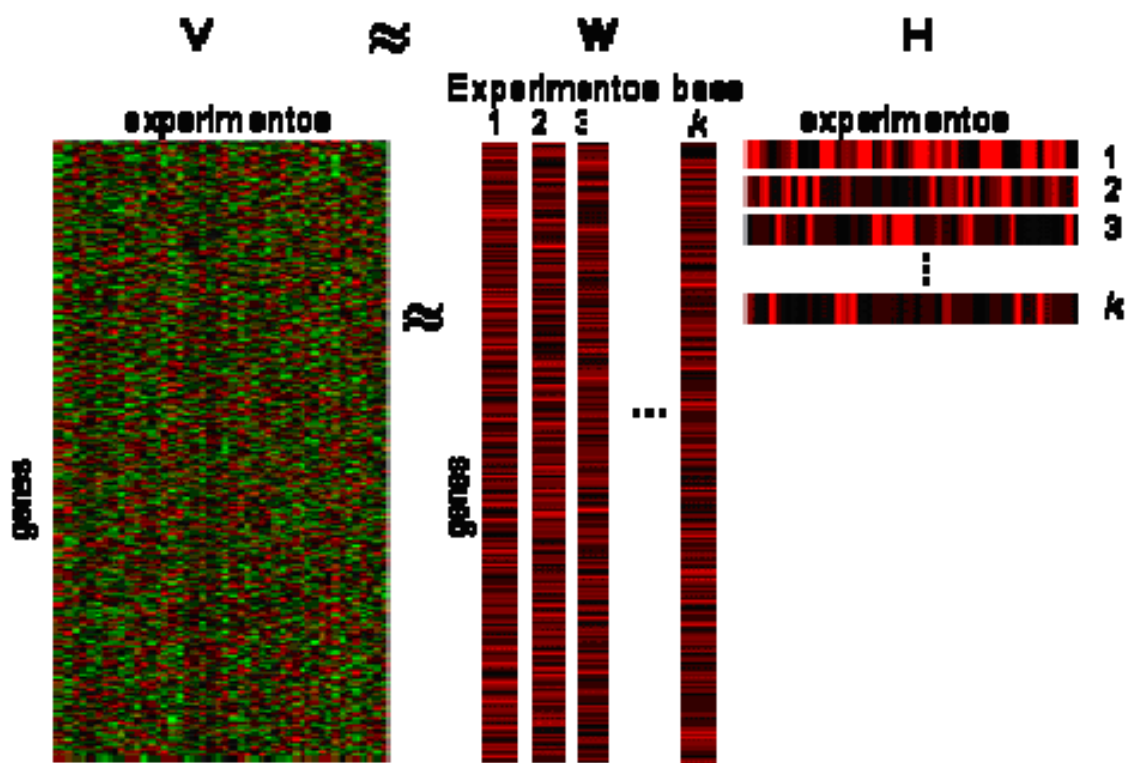 V ≈ W H
Experimentos base
experimentos 1 2 3 k experimentos
1
2
3
⋮
k
≈
...
genes genes